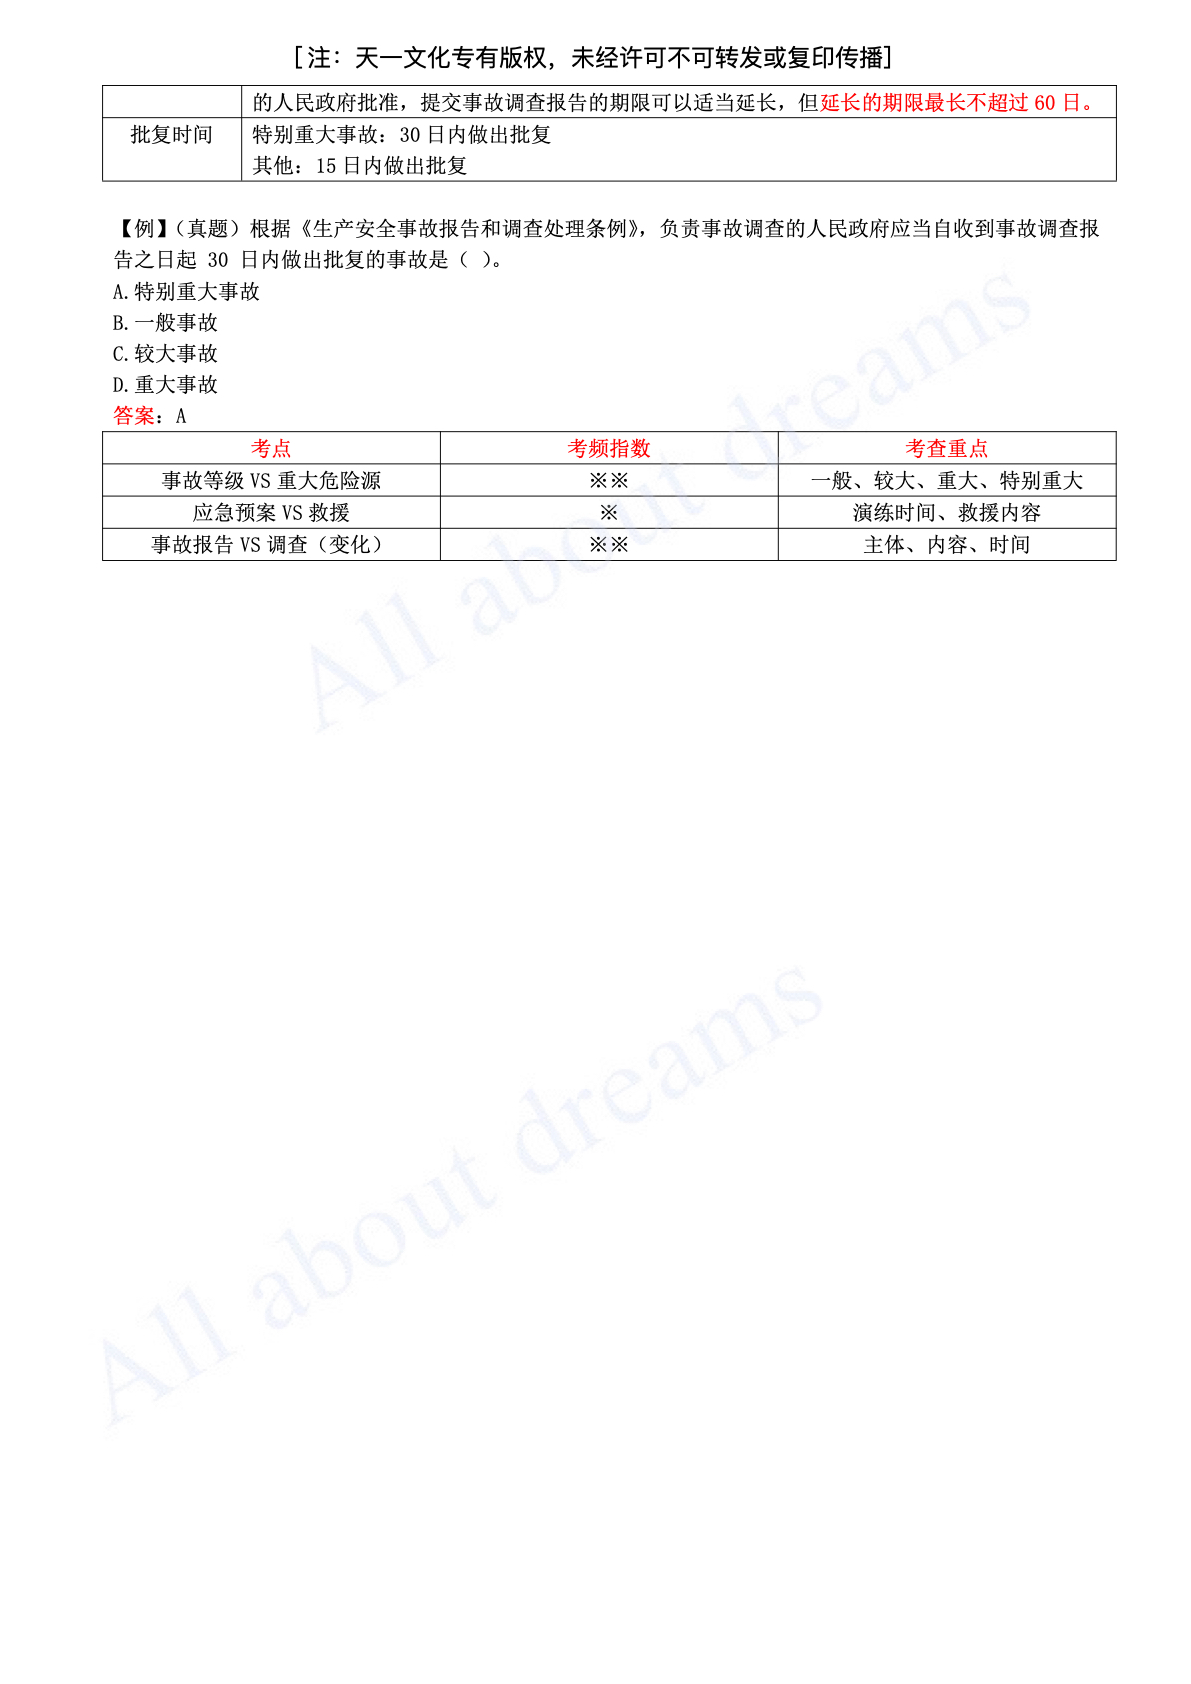 [注：天一文化专有版权，未经许可不可转发或复印传播]
的人民政府批准，提交事故调查报告的期限可以适当延长，但延长的期限最长不超过 60 日。
批复时间
特别重大事故：30 日内做出批复
其他：15 日内做出批复
【例】（真题）根据《生产安全事故报告和调查处理条例》，负责事故调查的人民政府应当自收到事故调查报
告之日起 30 日内做出批复的事故是（ ）。
A.特别重大事故
B.一般事故
C.较大事故
D.重大事故
答案：A
考点 考频指数 考查重点
事故等级 VS 重大危险源 ※※ 一般、较大、重大、特别重大
应急预案 VS 救援 ※ 演练时间、救援内容
事故报告 VS 调查（变化） ※※ 主体、内容、时间
All about dreams
All about dreams